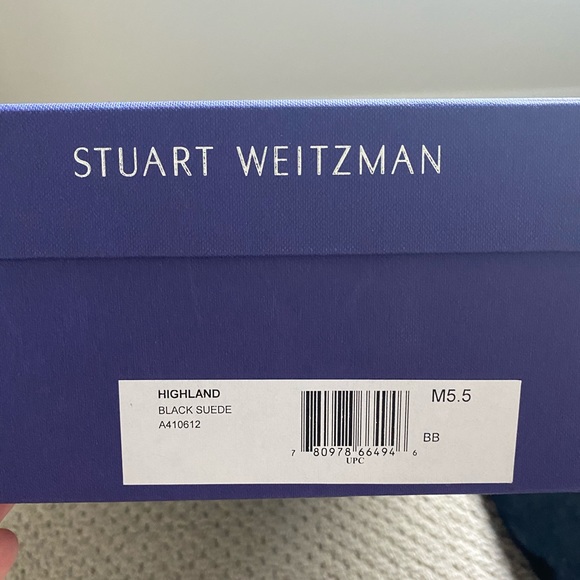 STUART WEITZMAN
HIGHLAND
BLACK SUEDE
A410612
M5.5
BB
7 80978 66494 6
UPC